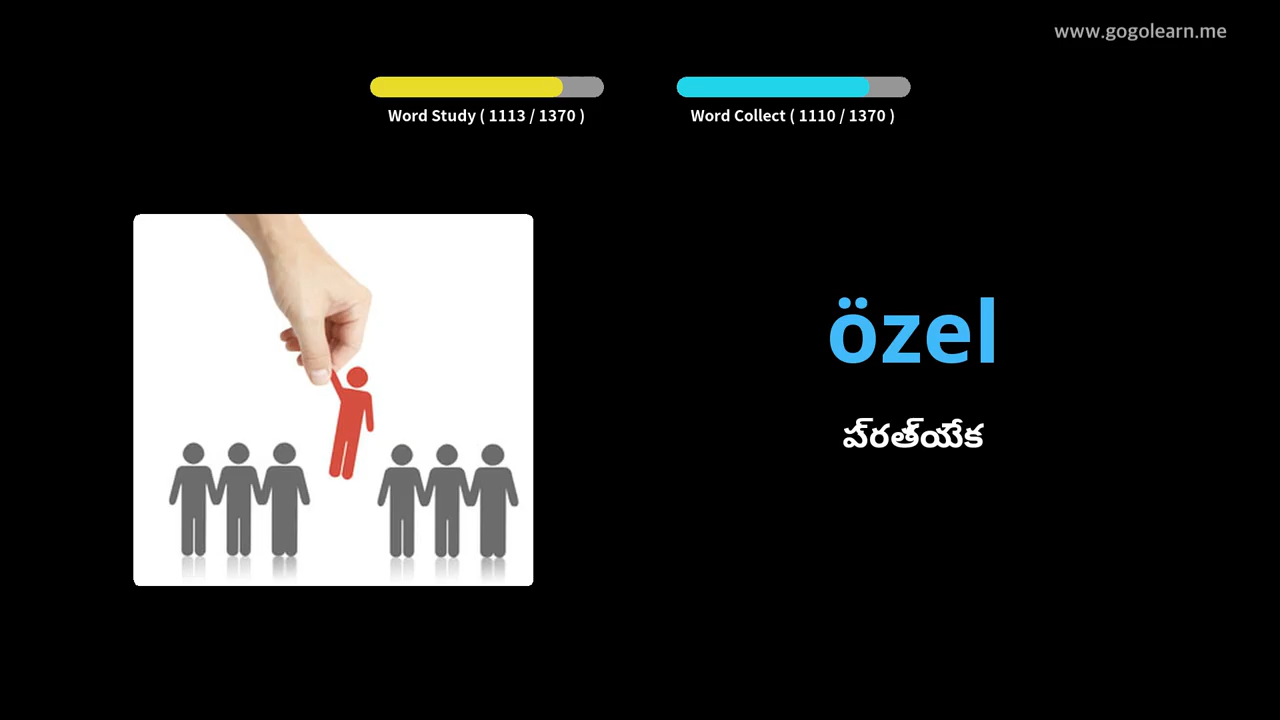 www.gogolearn.me
Word Study ( 1113 / 1370 )
Word Collect ( 1110 / 1370 )
özel
ప్రత్యేక